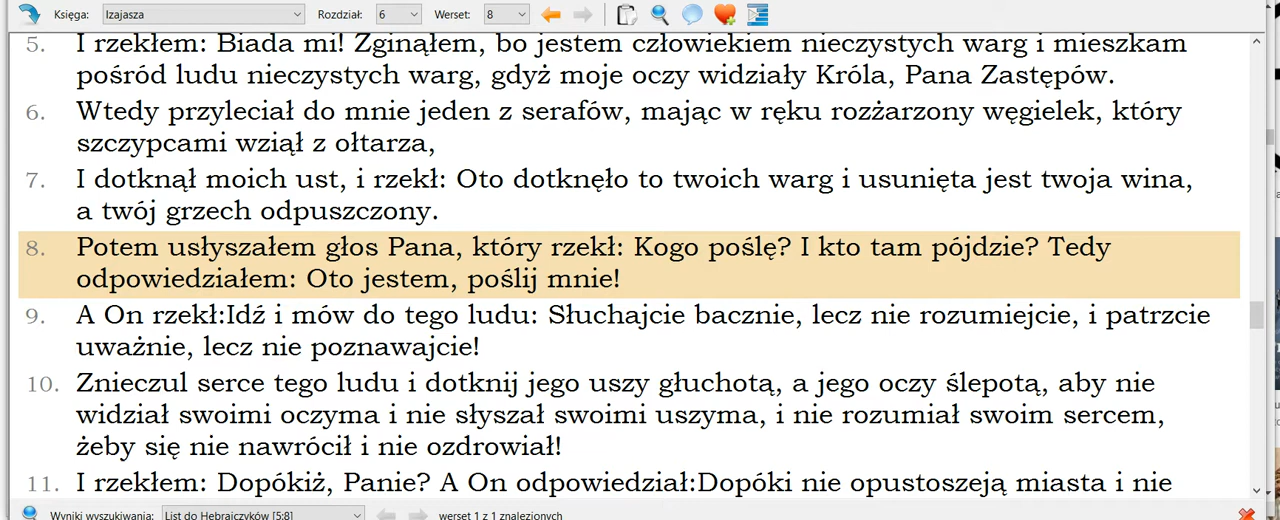 Księga: Izajasza Rozdział: 6 Werset: 8
5. I rzekłem: Biada mi! Zginąłem, bo jestem człowiekiem nieczystych warg i mieszkam
pośród ludu nieczystych warg, gdyż moje oczy widziały Króla, Pana Zastępów.
6. Wtedy przyleciał do mnie jeden z serafów, mając w ręku rozżarzony węgielek, który
szczypcami wziął z ołtarza,
7. I dotknął moich ust, i rzekł: Oto dotknęło to twoich warg i usunięta jest twoja wina,
a twój grzech odpuszczony.
8. Potem usłyszałem głos Pana, który rzekł: Kogo poślę? I kto tam pójdzie? Tedy
odpowiedziałem: Oto jestem, poślij mnie!
9. A On rzekł:Idź i mów do tego ludu: Słuchajcie bacznie, lecz nie rozumiejcie, i patrzcie
uważnie, lecz nie poznawajcie!
10. Znieczul serce tego ludu i dotknij jego uszy głuchotą, a jego oczy ślepotą, aby nie
widział swoimi oczyma i nie słyszał swoimi uszyma, i nie rozumiał swoim sercem,
żeby się nie nawrócił i nie ozdrowiał!
11. I rzekłem: Dopókiż, Panie? A On odpowiedział:Dopóki nie opustoszeją miasta i nie
Wyniki wyszukiwania: List do Hebrajczyków [5:8] werset 1 z 1 znalezionych